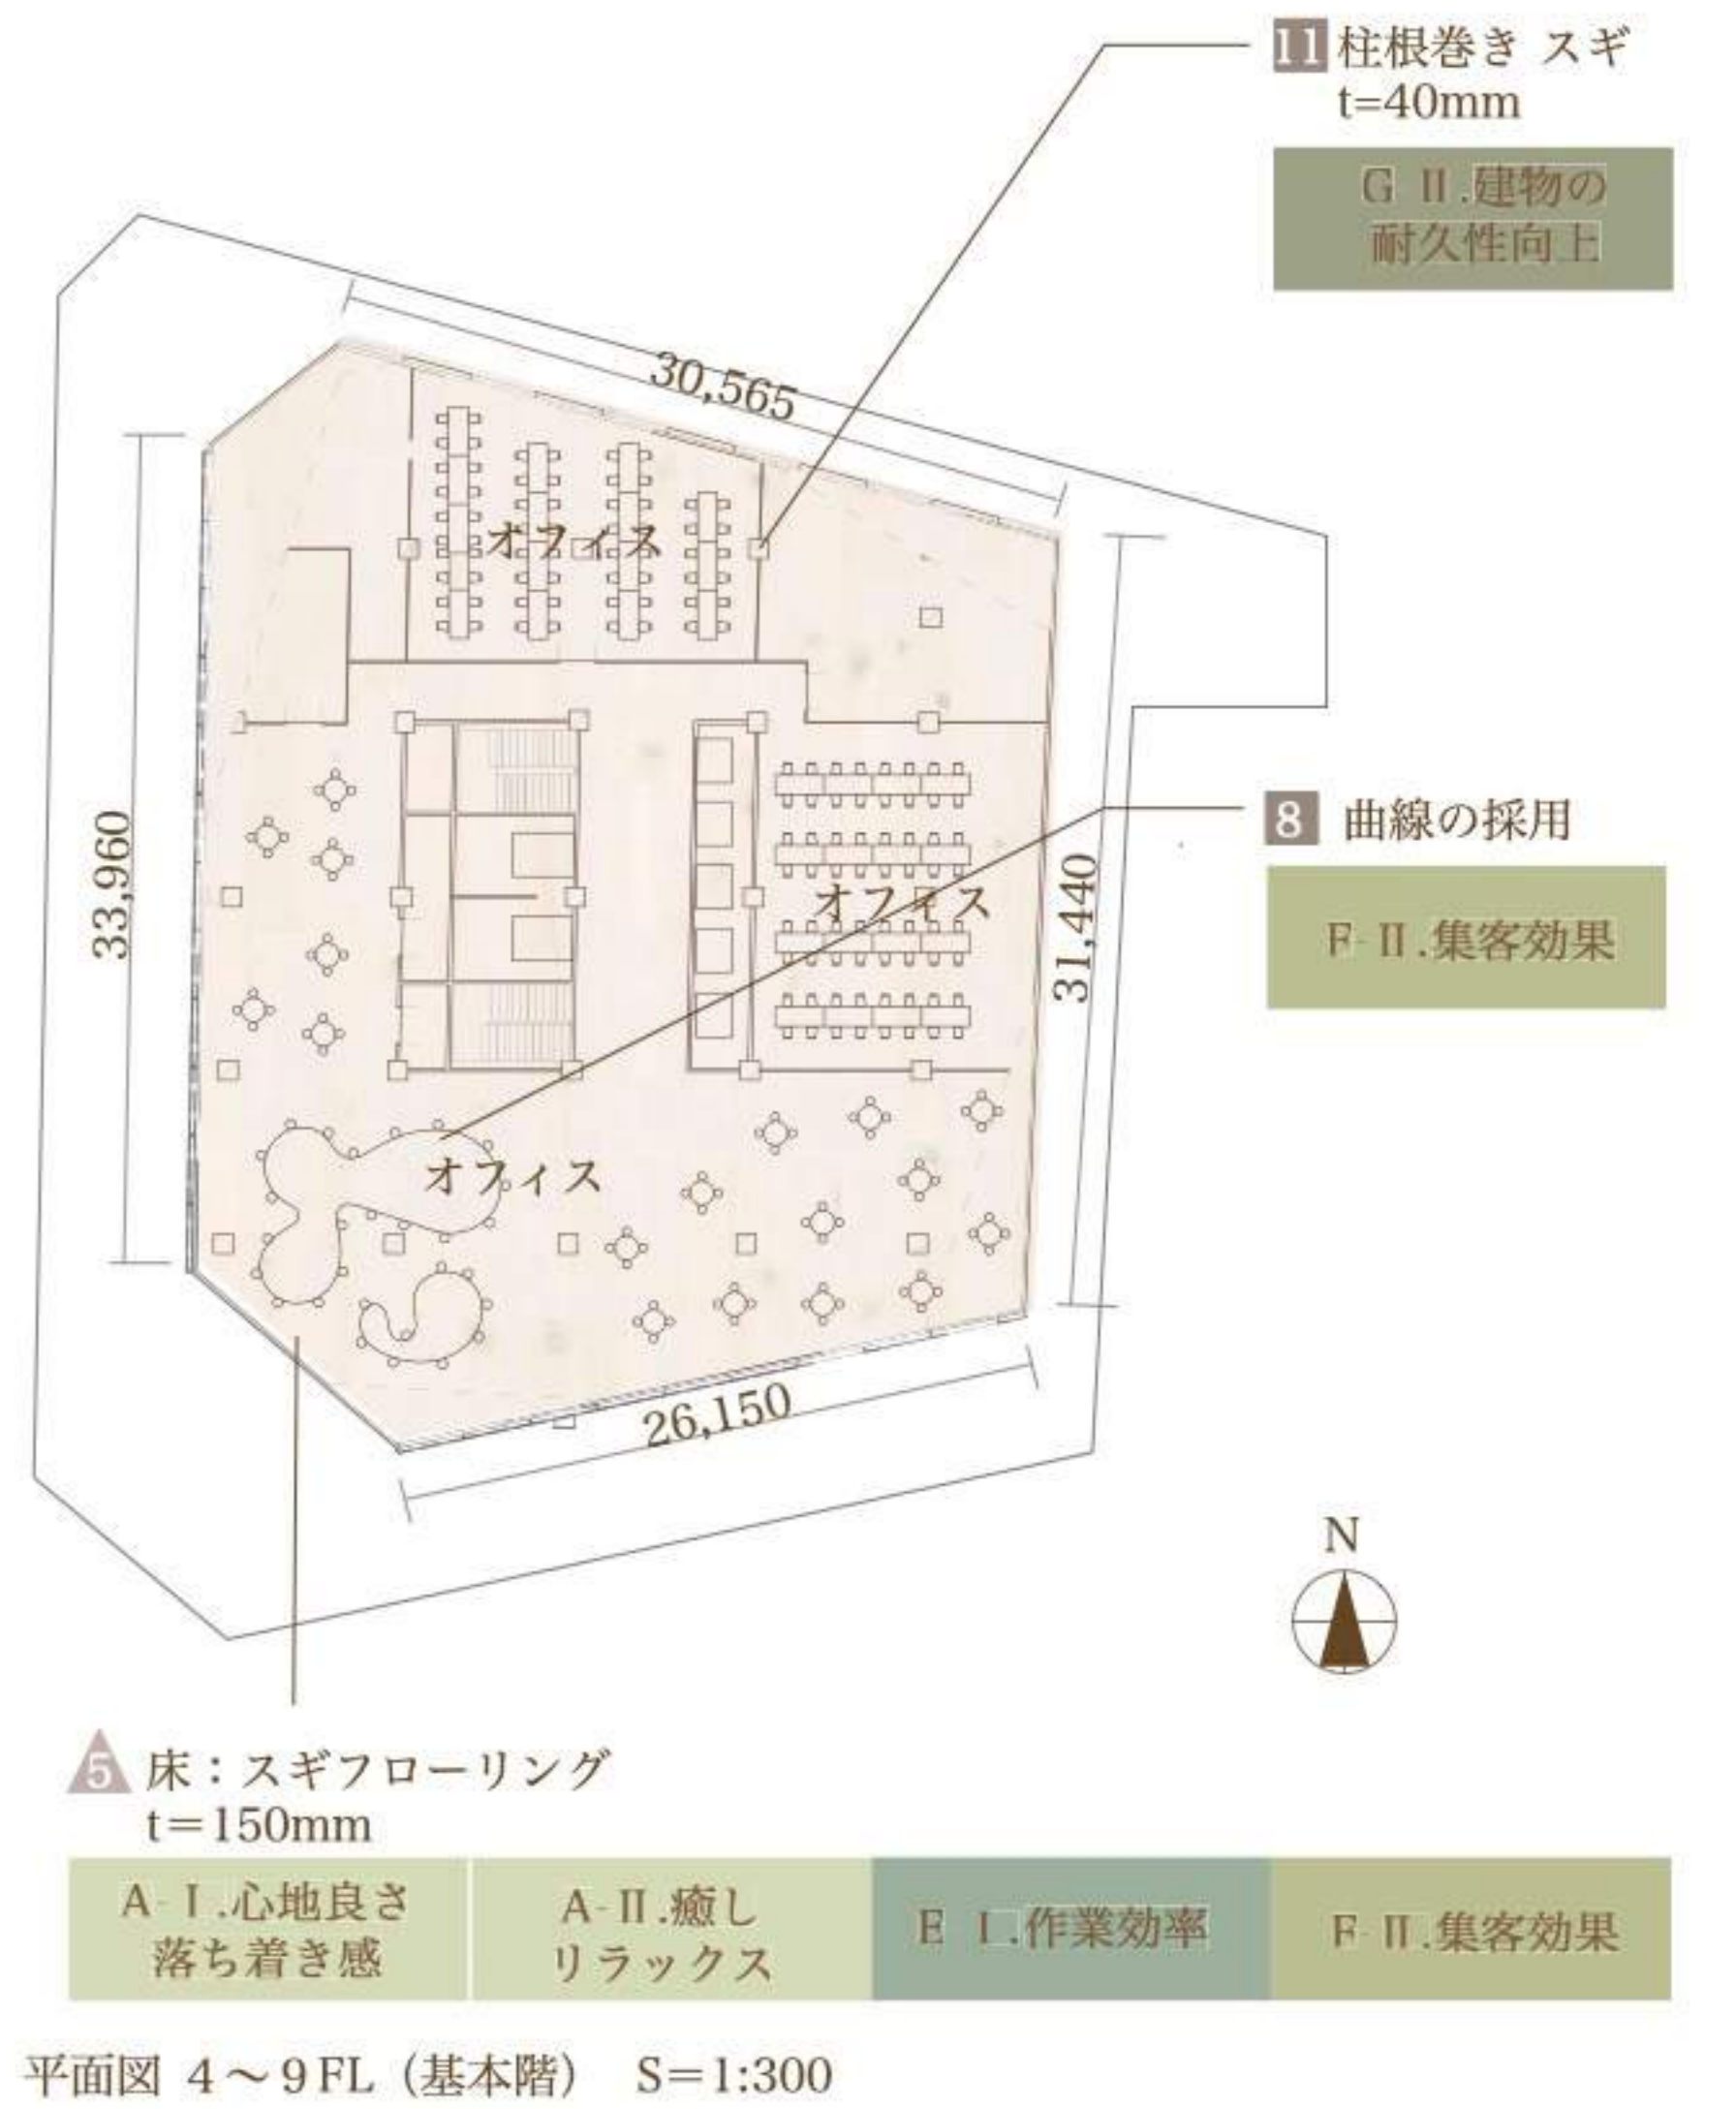 11 柱根巻き スギ
t=40mm
G Ⅱ.建物の
耐久性向上
30,565
オフィス
33,960
8 曲線の採用
オフィス
31,440
F-Ⅱ.集客効果
オフィス
26,150
N
5 床：スギフローリング
t＝150mm
A-Ⅰ.心地良さ
落ち着き感
A-Ⅱ.癒し
リラックス
E Ⅰ.作業効率
F-Ⅱ.集客効果
平面図 4～9FL（基本階） S＝1:300